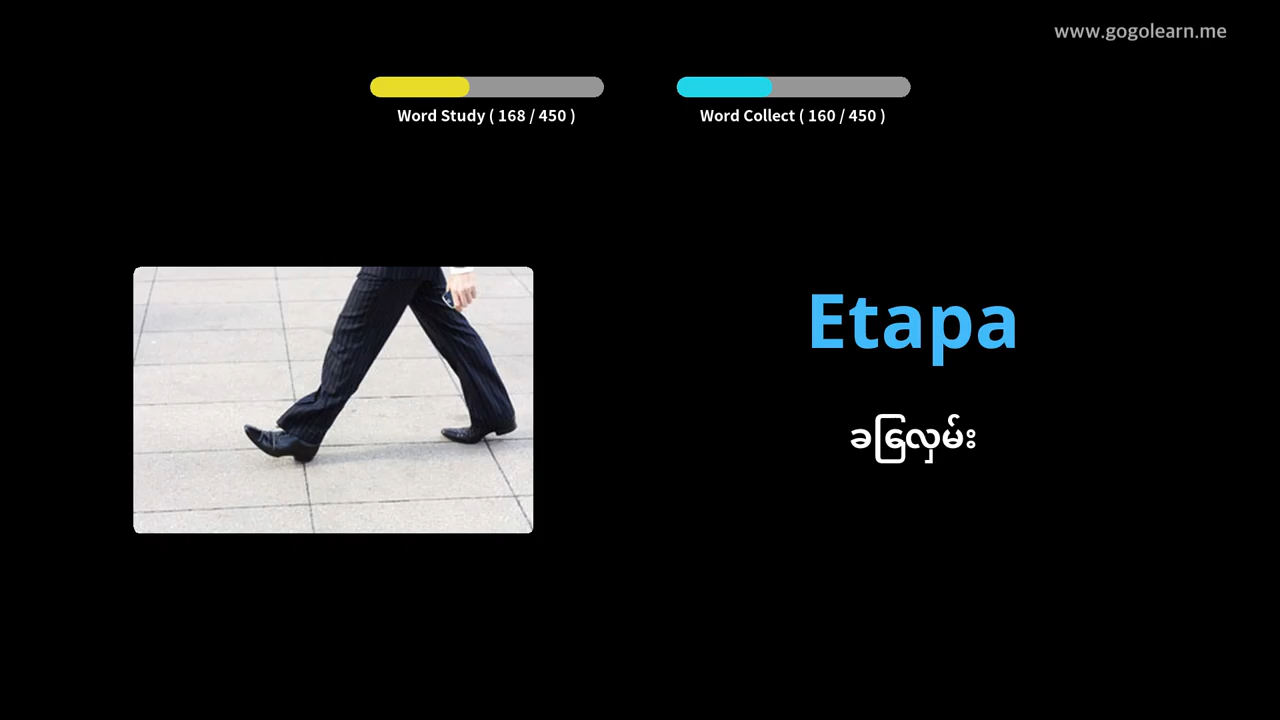 www.gogolearn.me
Word Study ( 168 / 450 )
Word Collect ( 160 / 450 )
Etapa
ခြေလှမ်း